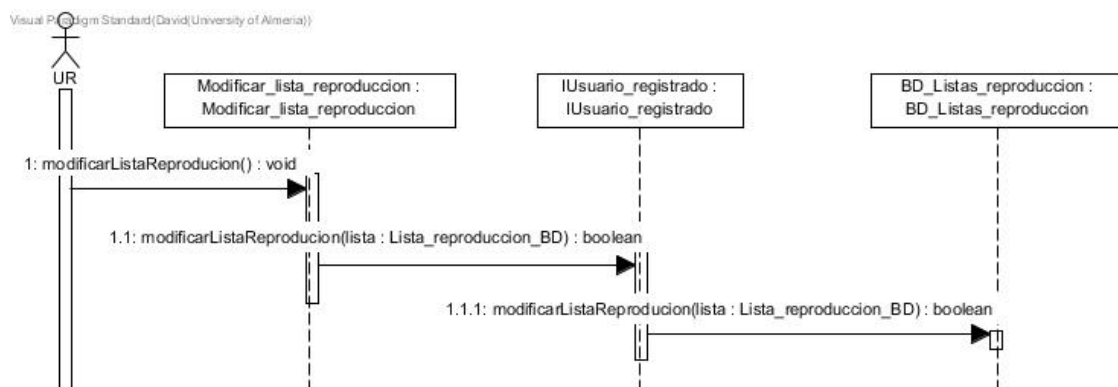 Visual Paradigm Standard(David(University of Almeria))
UR
Modificar_lista_reproduccion :
Modificar_lista_reproduccion
IUsuario_registrado :
IUsuario_registrado
BD_Listas_reproduccion :
BD_Listas_reproduccion
1: modificarListaReproducion() : void
1.1: modificarListaReproducion(lista : Lista_reproduccion_BD) : boolean
1.1.1: modificarListaReproducion(lista : Lista_reproduccion_BD) : boolean